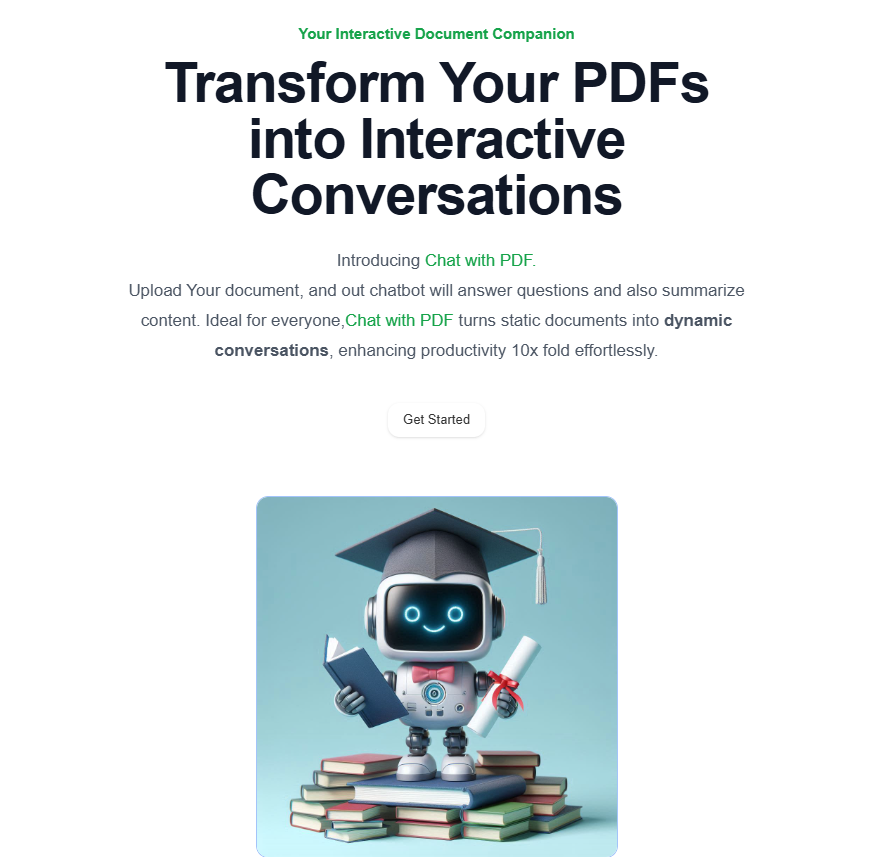 Your Interactive Document Companion
Transform Your PDFs
into Interactive
Conversations
Introducing Chat with PDF.
Upload Your document, and out chatbot will answer questions and also summarize
content. Ideal for everyone,Chat with PDF turns static documents into dynamic
conversations, enhancing productivity 10x fold effortlessly.
Get Started